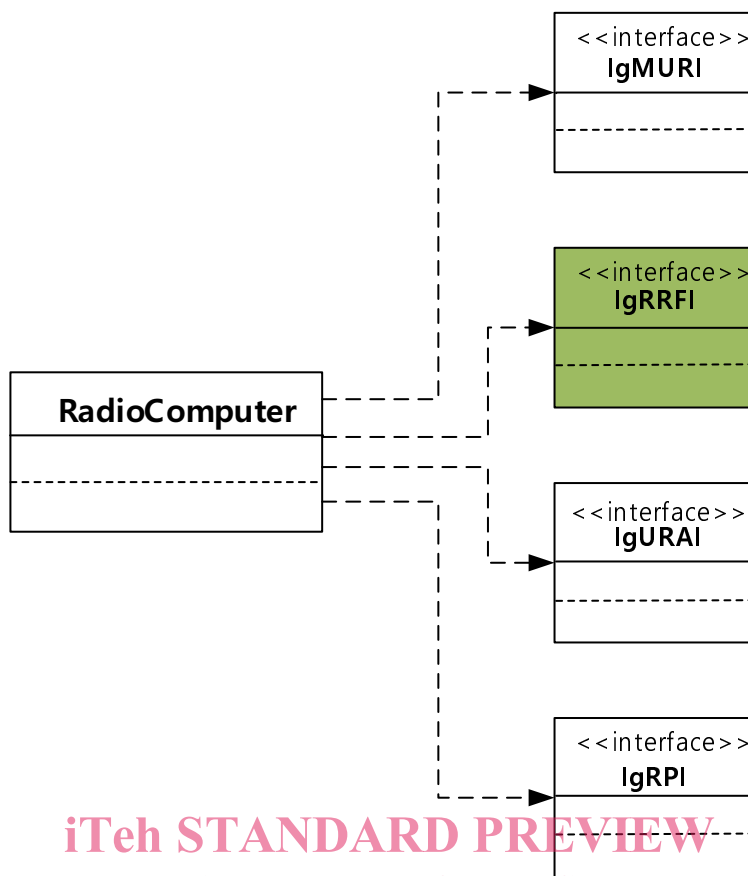 <<interface>>
IgMURI
<<interface>>
IgRRFI
RadioComputer
<<interface>>
IgURAI
<<interface>>
IgRPI
iTeh STANDARD PREVIEW